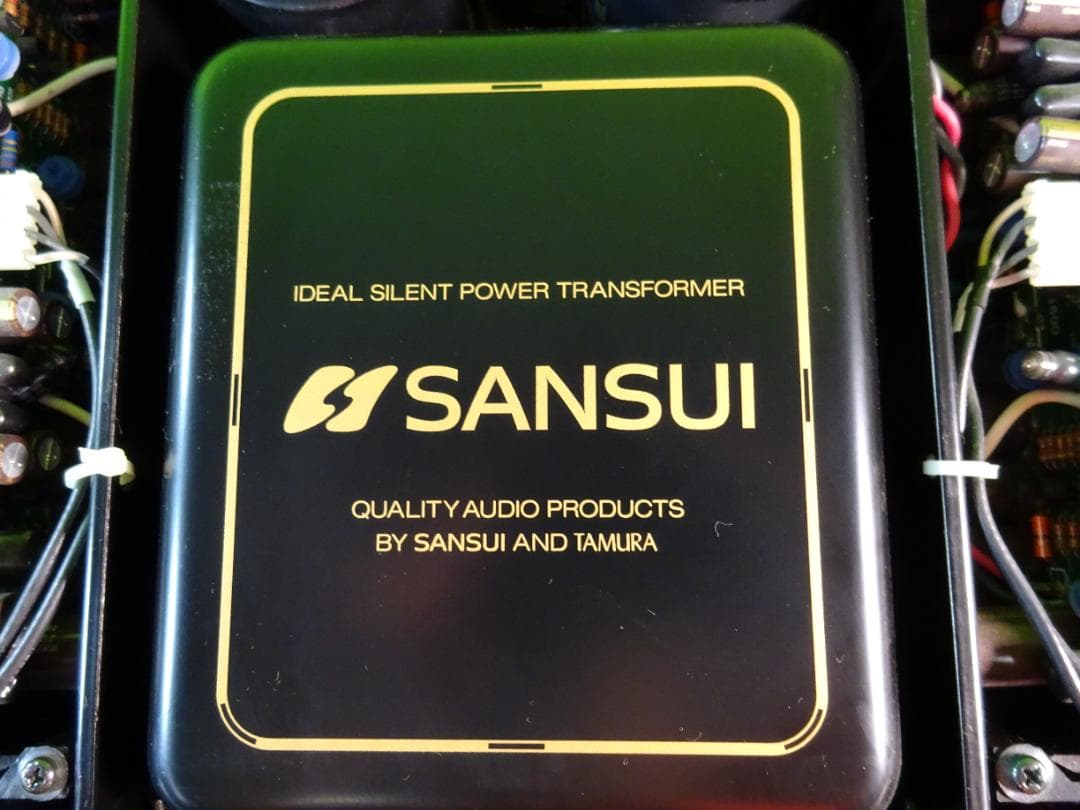 IDEAL SILENT POWER TRANSFORMER
SANSUI
QUALITY AUDIO PRODUCTS
BY SANSUI AND TAMURA